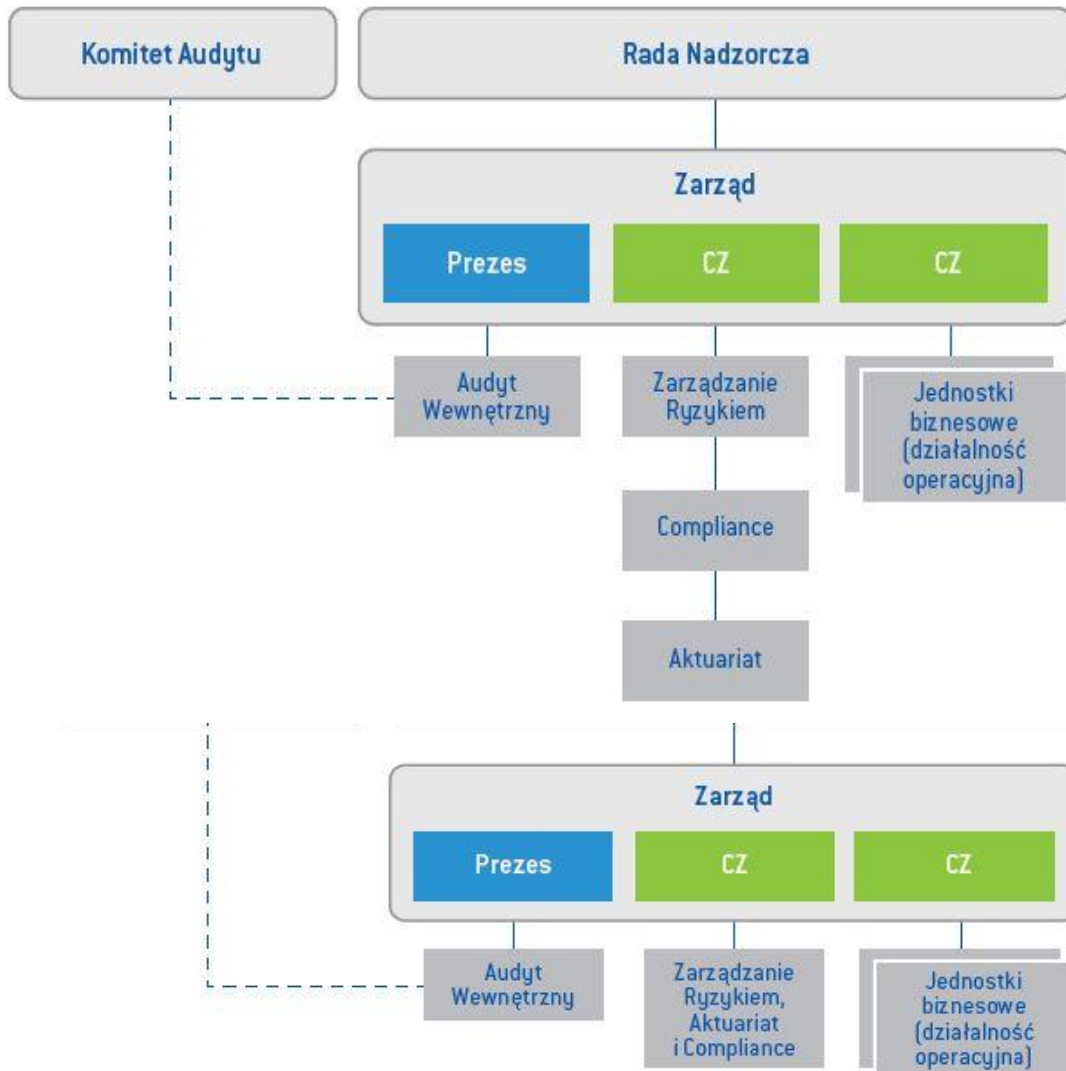 Komitet Audytu
Rada Nadzorcza
Zarząd
Prezes
CZ
CZ
Audyt
Wewnętrzny
Zarządzanie
Ryzykiem
Jednostki
biznesowe
(działalność
operacyjna)
Compliance
Aktuariat
Zarząd
Prezes
CZ
CZ
Audyt
Wewnętrzny
Zarządzanie
Ryzykiem,
Aktuariat
i Compliance
Jednostki
biznesowe
(działalność
operacyjna)